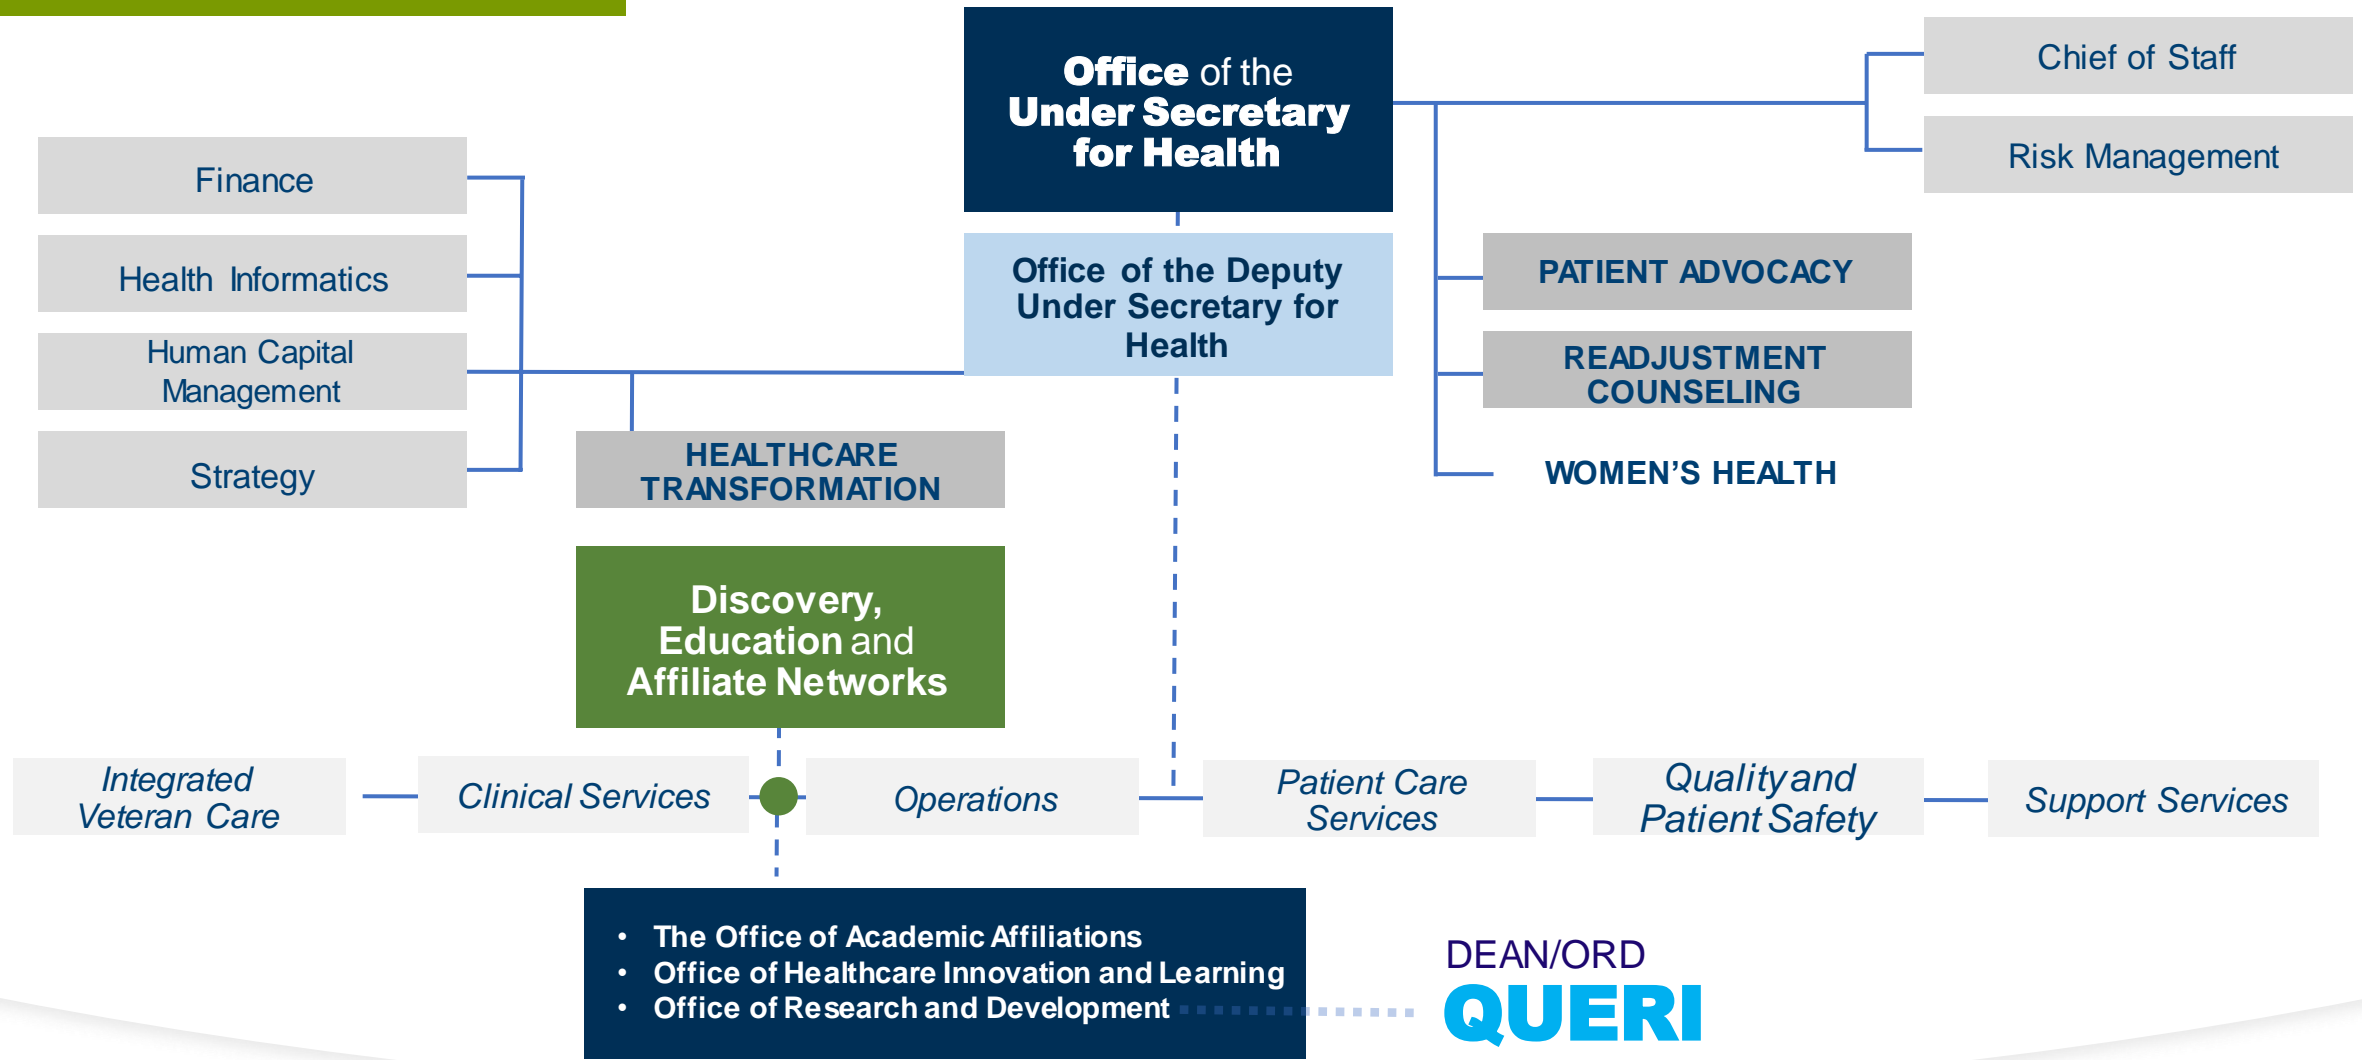 Office of the
Under Secretary
for Health
Chief of Staff
Risk Management
Finance
Health Informatics
Human Capital
Management
Strategy
Office of the Deputy
Under Secretary for
Health
PATIENT ADVOCACY
READJUSTMENT
COUNSELING
WOMEN’S HEALTH
HEALTHCARE
TRANSFORMATION
Discovery,
Education and
Affiliate Networks
Integrated
Veteran Care
Clinical Services
Operations
Patient Care
Services
Quality and
Patient Safety
Support Services
• The Office of Academic Affiliations
• Office of Healthcare Innovation and Learning
• Office of Research and Development
DEAN/ORD
QUERI